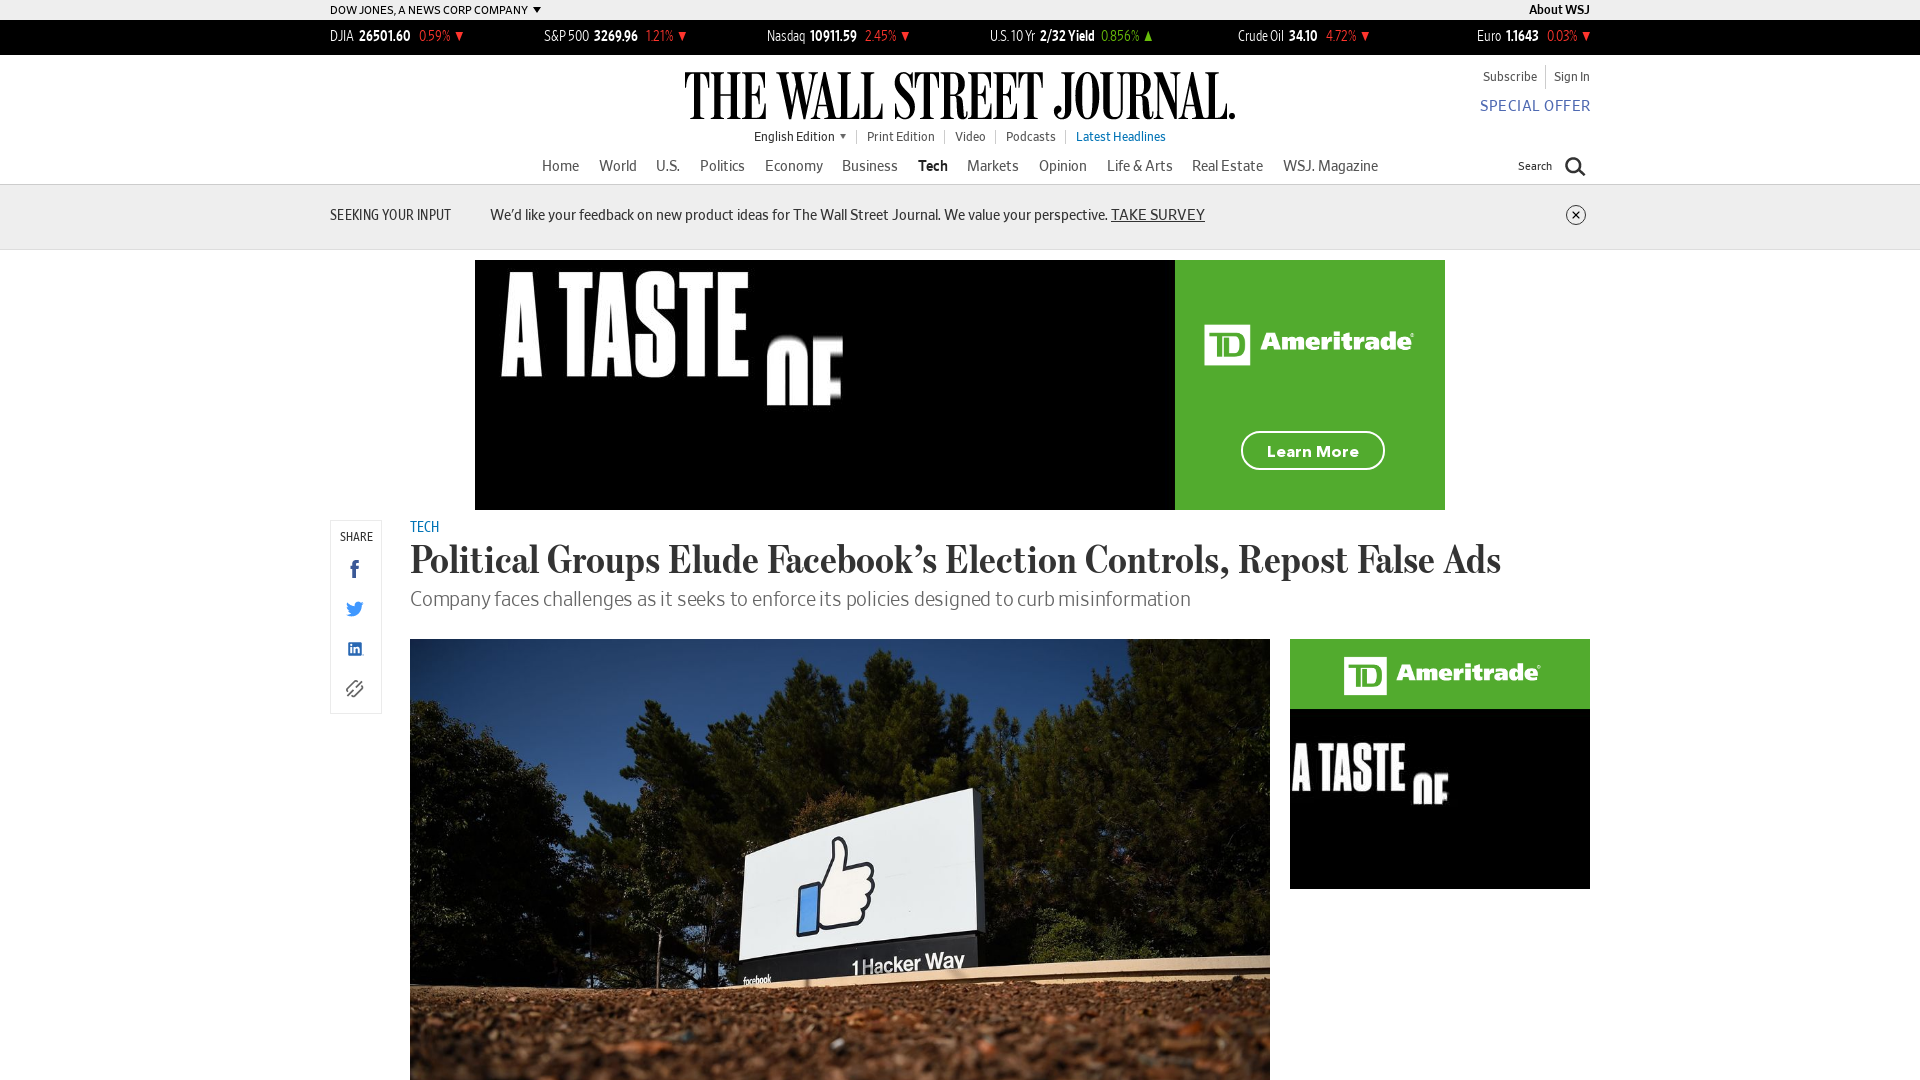 DOW JONES, A NEWS CORP COMPANY
About WSJ
DJIA 26501.60 0.59%
S&P 500 3269.96 1.21%
Nasdaq 10911.59 2.45%
U.S. 10 Yr 2/32 Yield 0.856%
Crude Oil 34.10 4.72%
Euro 1.1643 0.03%
THE WALL STREET JOURNAL.
Subscribe
Sign In
SPECIAL OFFER
English Edition
Print Edition
Video
Podcasts
Latest Headlines
Home
World
U.S.
Politics
Economy
Business
Tech
Markets
Opinion
Life & Arts
Real Estate
WSJ. Magazine
Search
SEEKING YOUR INPUT
We’d like your feedback on new product ideas for The Wall Street Journal. We value your perspective. TAKE SURVEY
A TASTE
OF
TD Ameritrade
Learn More
SHARE
TECH
Political Groups Elude Facebook’s Election Controls, Repost False Ads
Company faces challenges as it seeks to enforce its policies designed to curb misinformation
1 Hacker Way
facebook
TD Ameritrade
A TASTE
OF